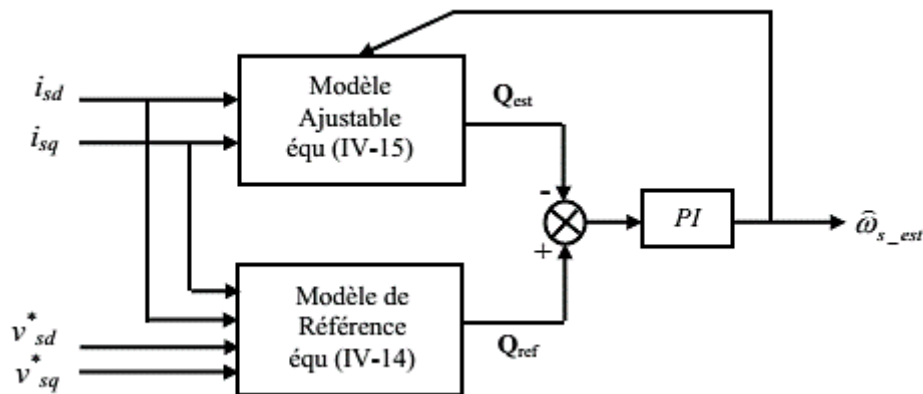 i_sd
i_sq
Modèle
Ajustable
équ (IV-15)
Q_est
-
+
PI
ω̂_s_est
v*_sd
v*_sq
Modèle de
Référence
équ (IV-14)
Q_ref